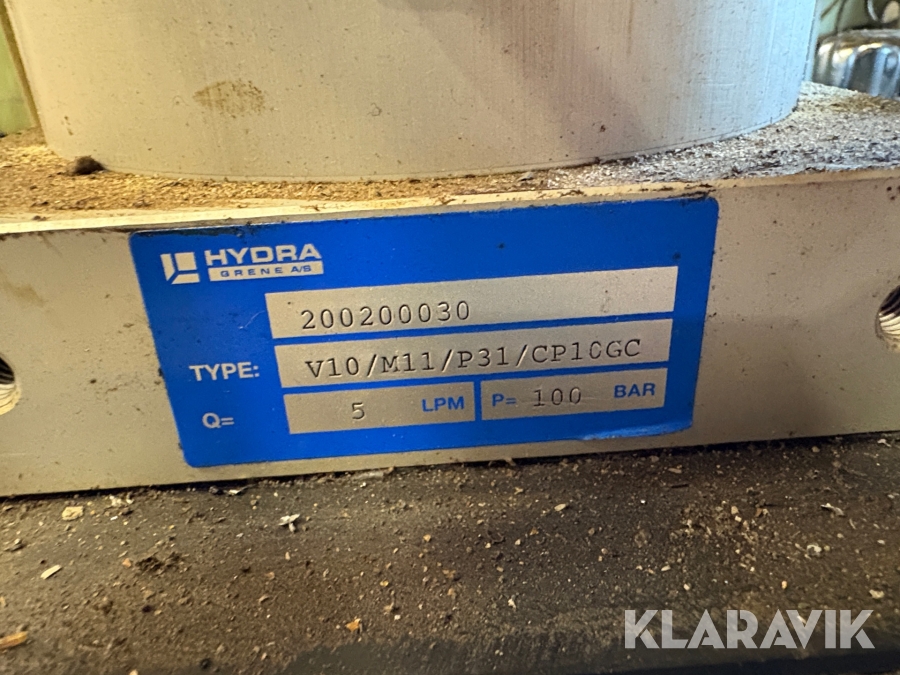 HYDRA
GRENE A/S
200200030
TYPE: V10/M11/P31/CP10GC
Q= 5 LPM P= 100 BAR
KLARAVIK